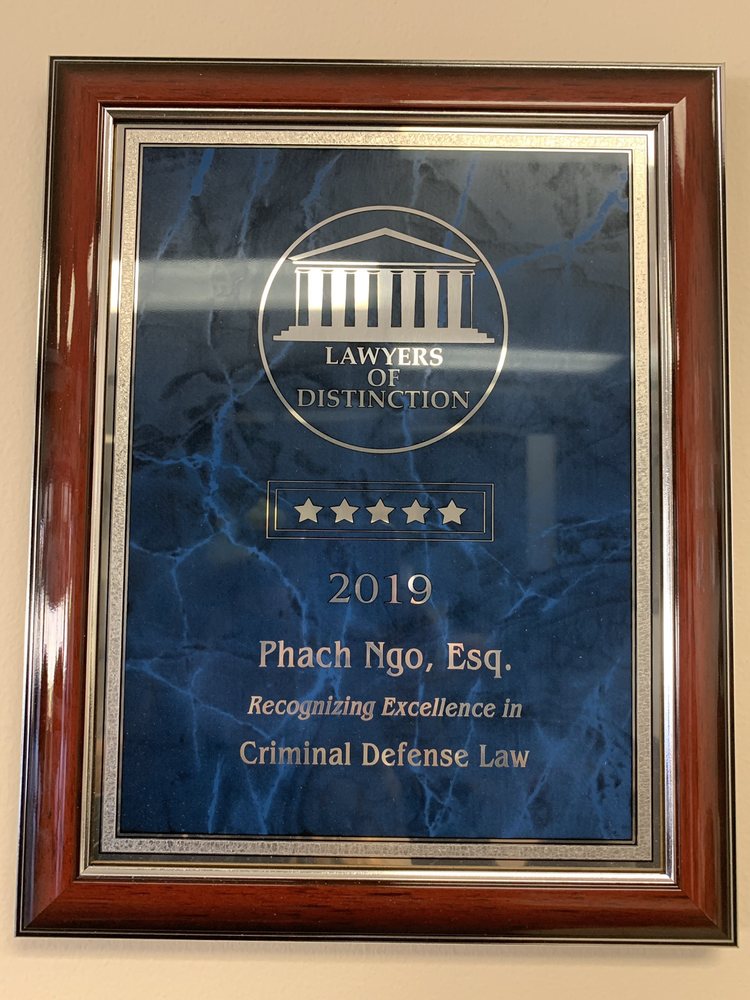 LAWYERS
OF
DISTINCTION
2019
Phach Ngo, Esq.
Recognizing Excellence in
Criminal Defense Law